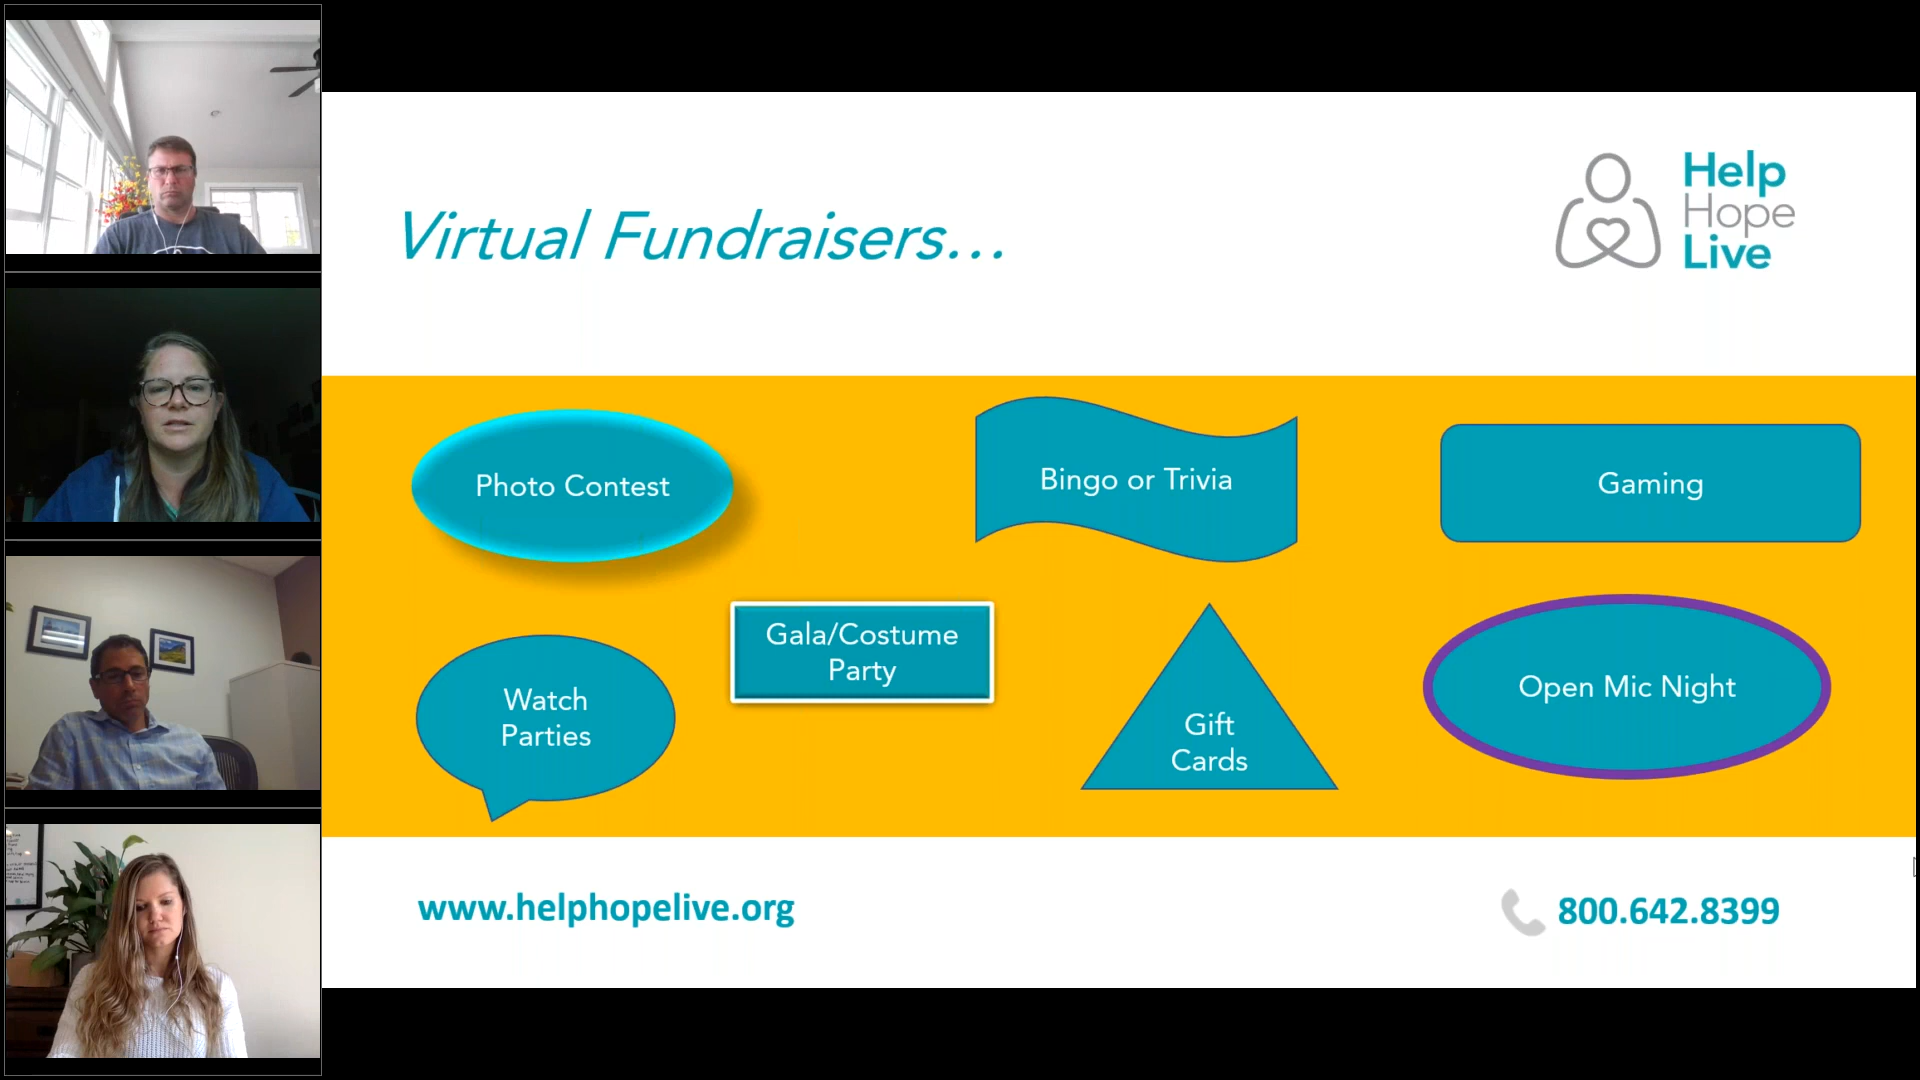 Virtual Fundraisers...
Help
Hope
Live
Photo Contest
Bingo or Trivia
Gaming
Gala/Costume
Party
Watch
Parties
Gift
Cards
Open Mic Night
www.helphopelive.org
800.642.8399